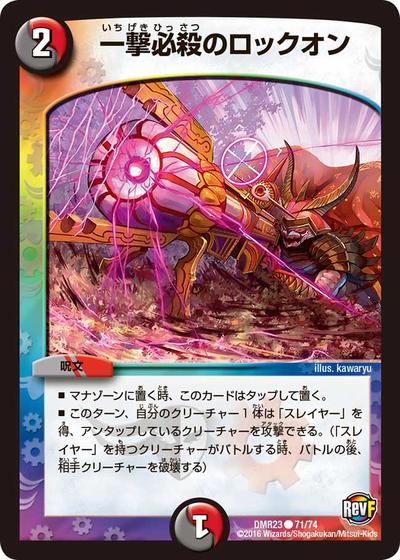 2
いちげきひっさつ
一撃必殺のロックオン
呪文
illus. kawaryu
■ マナゾーンに置く時、このカードはタップして置く。
■ このターン、自分のクリーチャー1体は「スレイヤー」を
得、アンタップしているクリーチャーを攻撃できる。(「スレ
イヤー」を持つクリーチャーがバトルする時、バトルの後、
相手クリーチャーを破壊する)
RevF
1
DMR23 ● 71/74
©2016 Wizards/Shogakukan/Mitsui-Kids